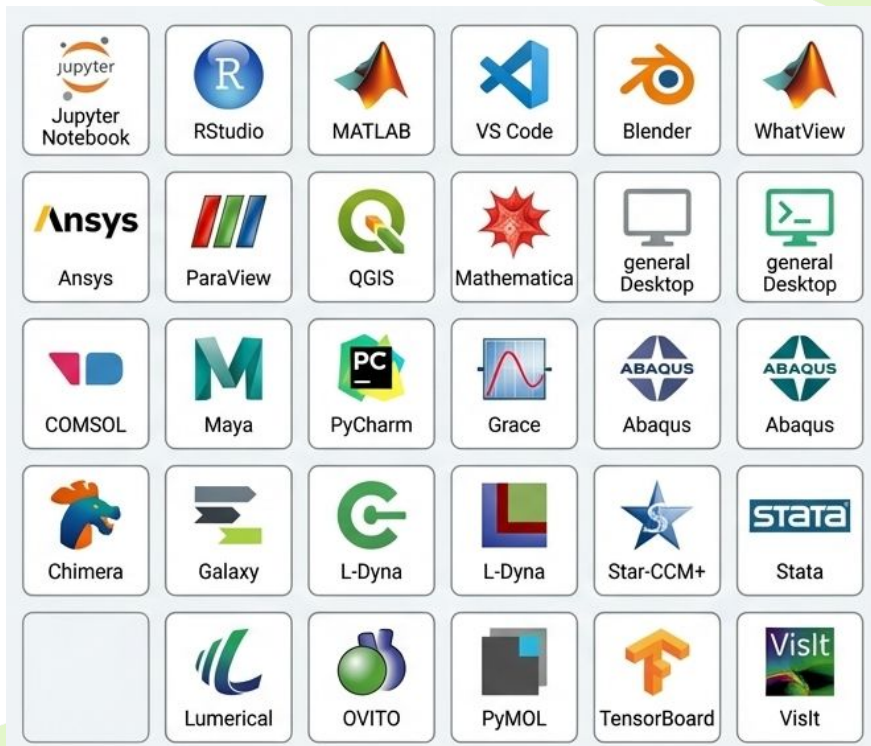 jupyter
Jupyter
Notebook
R
RStudio
MATLAB
VS Code
Blender
WhatView
Ansys
Ansys
ParaView
QGIS
Mathematica
general
Desktop
>_
general
Desktop
COMSOL
M
Maya
PC
PyCharm
Grace
ABAQUS
Abaqus
ABAQUS
Abaqus
Chimera
Galaxy
L-Dyna
L-Dyna
S
Star-CCM+
STATA
Stata
Lumerical
OVITO
PyMOL
TensorBoard
VisIt
VisIt